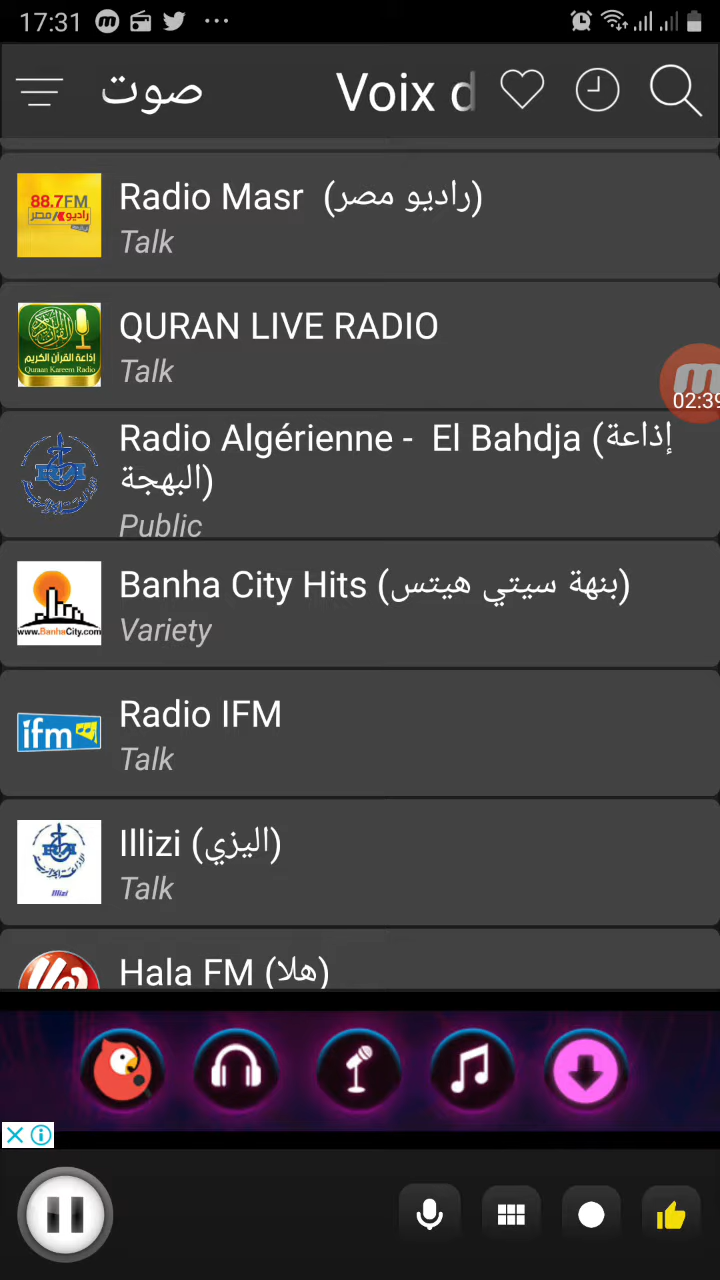 17:31
صوت Voix d
88.7FM
راديو مصر
Radio Masr (راديو مصر)
Talk
إذاعة القرآن الكريم
Quraan Kareem Radio
QURAN LIVE RADIO
Talk
02:39
Radio Algérienne - El Bahdja (إذاعة
البهجة)
Public
www.BanhaCity.com
Banha City Hits (بنهة سيتي هيتس)
Variety
ifm
Radio IFM
Talk
Illizi
Illizi (اليزي)
Talk
Hala FM (هلا)